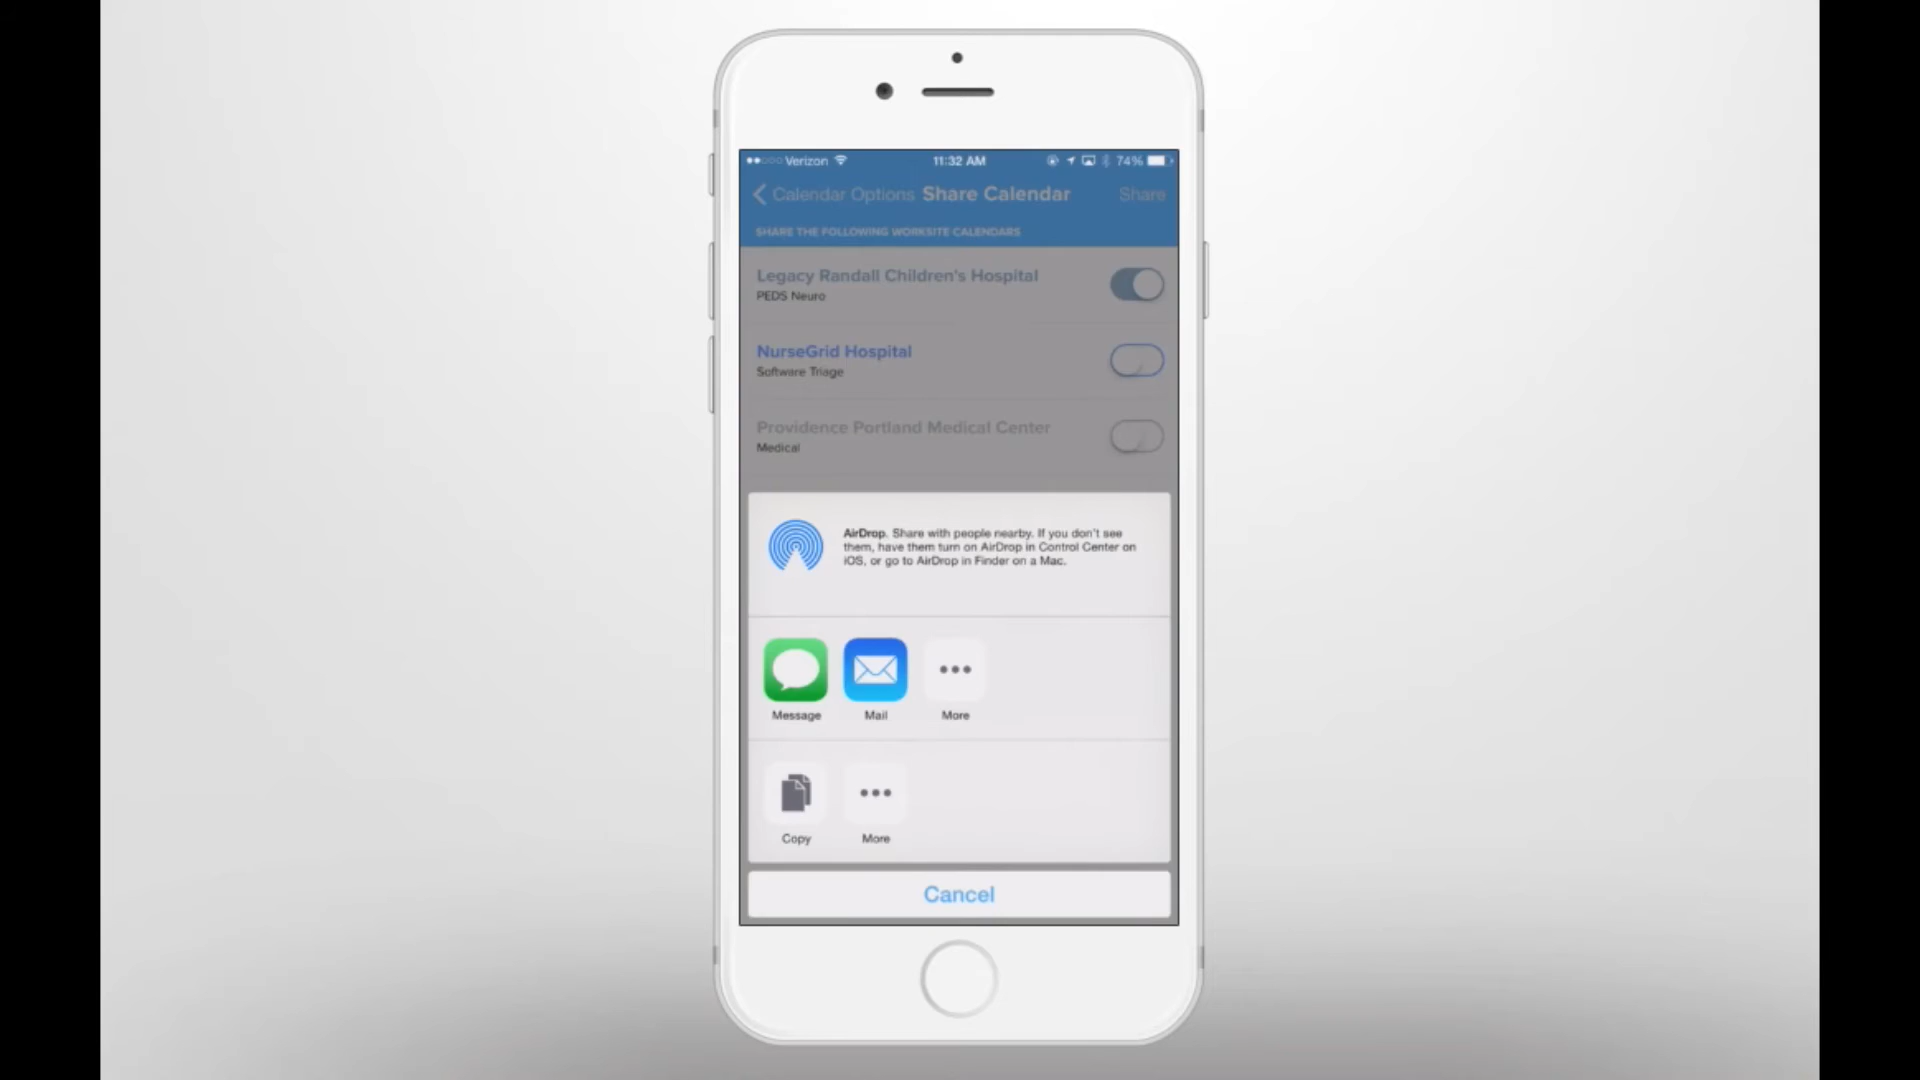 Verizon 11:32 AM 74%
Calendar Options Share Calendar Share
SHARE THE FOLLOWING WORKSITE CALENDARS
Legacy Randall Children's Hospital
PEDS Neuro
NurseGrid Hospital
Software Triage
Providence Portland Medical Center
Medical
AirDrop. Share with people nearby. If you don't see
them, have them turn on AirDrop in Control Center on
iOS, or go to AirDrop in Finder on a Mac.
Message Mail More
Copy More
Cancel